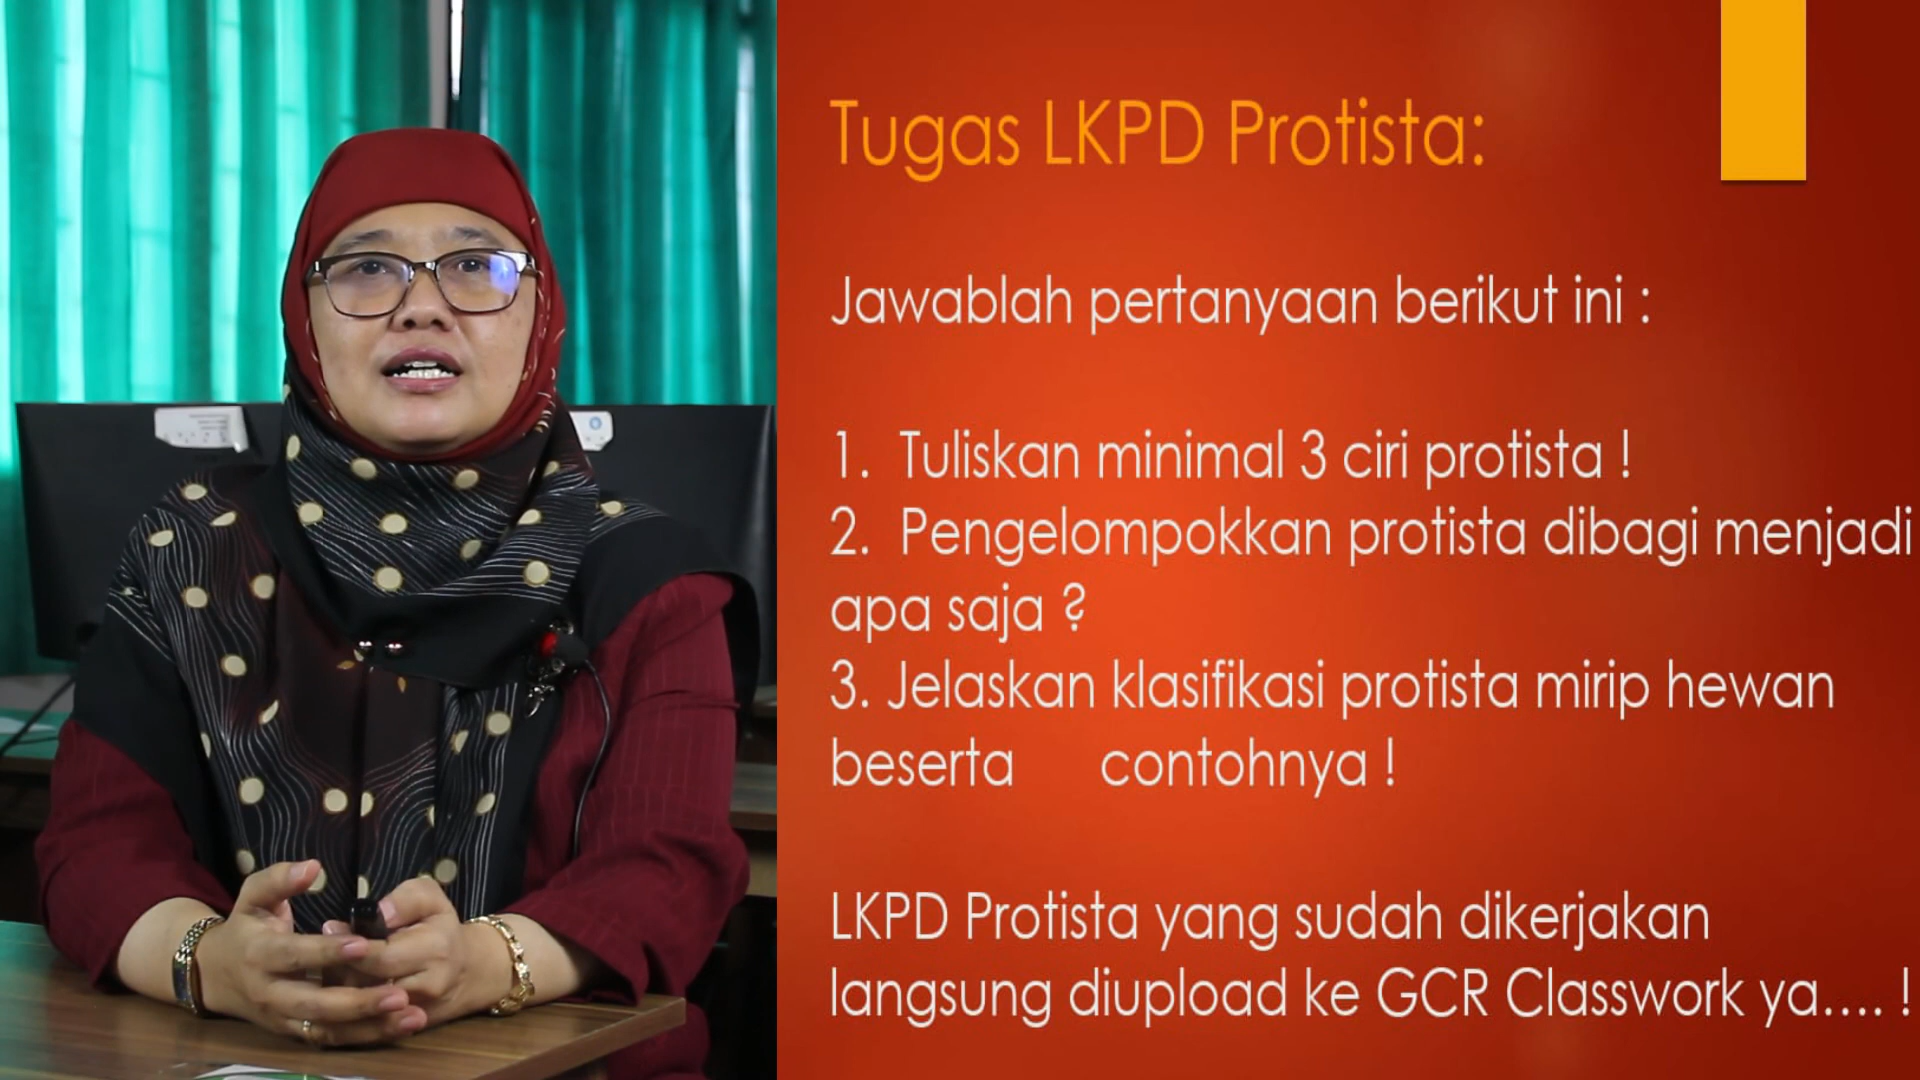 Tugas LKPD Protista:
Jawablah pertanyaan berikut ini :
1. Tuliskan minimal 3 ciri protista !
2. Pengelompokkan protista dibagi menjadi
apa saja ?
3. Jelaskan klasifikasi protista mirip hewan
beserta contohnya !
LKPD Protista yang sudah dikerjakan
langsung diupload ke GCR Classwork ya.... !